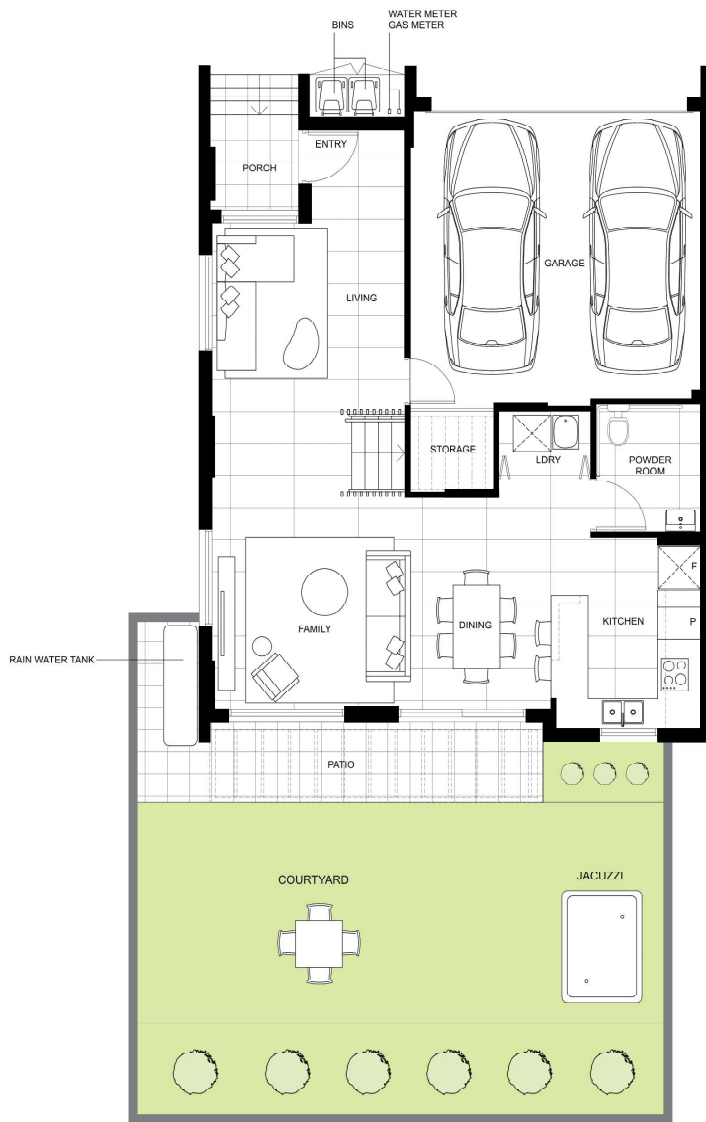 WATER METER
BINS GAS METER
ENTRY
PORCH
GARAGE
LIVING
STORAGE
LDRY
POWDER
ROOM
F
KITCHEN
P
DINING
FAMILY
RAIN WATER TANK
PATIO
COURTYARD
JACUZZI